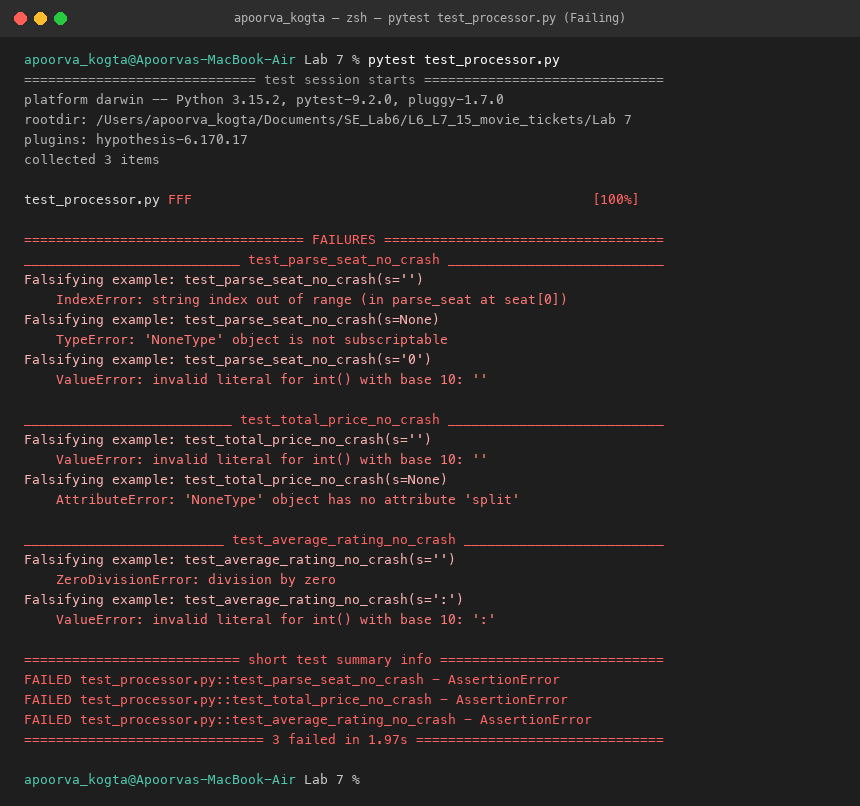 apoorva_kogta — zsh — pytest test_processor.py (Failing)
apoorva_kogta@Apoorvas-MacBook-Air Lab 7 % pytest test_processor.py
============================= test session starts ==============================
platform darwin -- Python 3.15.2, pytest-9.2.0, pluggy-1.7.0
rootdir: /Users/apoorva_kogta/Documents/SE_Lab6/L6_L7_15_movie_tickets/Lab 7
plugins: hypothesis-6.170.17
collected 3 items
test_processor.py FFF [100%]
=================================== FAILURES ===================================
___________________________ test_parse_seat_no_crash ___________________________
Falsifying example: test_parse_seat_no_crash(s='')
IndexError: string index out of range (in parse_seat at seat[0])
Falsifying example: test_parse_seat_no_crash(s=None)
TypeError: 'NoneType' object is not subscriptable
Falsifying example: test_parse_seat_no_crash(s='0')
ValueError: invalid literal for int() with base 10: ''
__________________________ test_total_price_no_crash ___________________________
Falsifying example: test_total_price_no_crash(s='')
ValueError: invalid literal for int() with base 10: ''
Falsifying example: test_total_price_no_crash(s=None)
AttributeError: 'NoneType' object has no attribute 'split'
_________________________ test_average_rating_no_crash _________________________
Falsifying example: test_average_rating_no_crash(s='')
ZeroDivisionError: division by zero
Falsifying example: test_average_rating_no_crash(s=':')
ValueError: invalid literal for int() with base 10: ':'
=========================== short test summary info ============================
FAILED test_processor.py::test_parse_seat_no_crash - AssertionError
FAILED test_processor.py::test_total_price_no_crash - AssertionError
FAILED test_processor.py::test_average_rating_no_crash - AssertionError
============================== 3 failed in 1.97s ===============================
apoorva_kogta@Apoorvas-MacBook-Air Lab 7 %